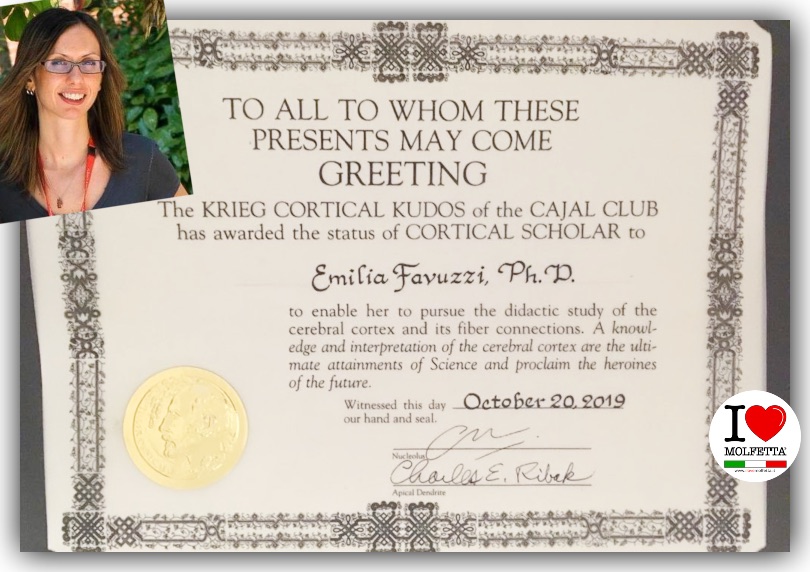 TO ALL TO WHOM THESE
PRESENTS MAY COME
GREETING
The KRIEG CORTICAL KUDOS of the CAJAL CLUB
has awarded the status of CORTICAL SCHOLAR to
Emilia Favuzzi, Ph.D.
to enable her to pursue the didactic study of the
cerebral cortex and its fiber connections. A knowl-
edge and interpretation of the cerebral cortex are the ulti-
mate attainments of Science and proclaim the heroines
of the future.
Witnessed this day October 20, 2019
our hand and seal.
Nucleolus
Charles E. Ribak
Apical Dendrite
I
MOLFETTA